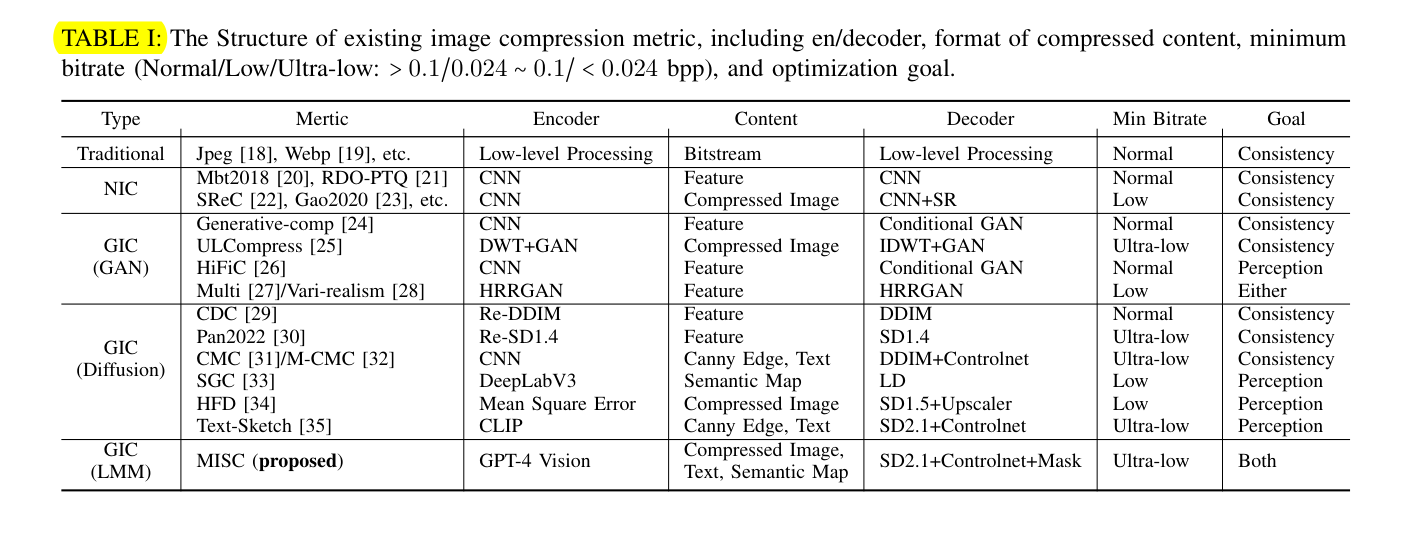 TABLE I: The Structure of existing image compression metric, including en/decoder, format of compressed content, minimum
bitrate (Normal/Low/Ultra-low: > 0.1/0.024 ~ 0.1/ < 0.024 bpp), and optimization goal.
Type Mertic Encoder Content Decoder Min Bitrate Goal
Traditional Jpeg [18], Webp [19], etc. Low-level Processing Bitstream Low-level Processing Normal Consistency
NIC
Mbt2018 [20], RDO-PTQ [21] CNN Feature CNN Normal Consistency
SReC [22], Gao2020 [23], etc. CNN Compressed Image CNN+SR Low Consistency
GIC
(GAN)
Generative-comp [24] CNN Feature Conditional GAN Normal Consistency
ULCompress [25] DWT+GAN Compressed Image IDWT+GAN Ultra-low Consistency
HiFiC [26] CNN Feature Conditional GAN Normal Perception
Multi [27]/Vari-realism [28] HRRGAN Feature HRRGAN Low Either
GIC
(Diffusion)
CDC [29] Re-DDIM Feature DDIM Normal Consistency
Pan2022 [30] Re-SD1.4 Feature SD1.4 Ultra-low Consistency
CMC [31]/M-CMC [32] CNN Canny Edge, Text DDIM+Controlnet Ultra-low Consistency
SGC [33] DeepLabV3 Semantic Map LD Low Perception
HFD [34] Mean Square Error Compressed Image SD1.5+Upscaler Low Perception
Text-Sketch [35] CLIP Canny Edge, Text SD2.1+Controlnet Ultra-low Perception
GIC
(LMM)
MISC (proposed) GPT-4 Vision
Compressed Image,
Text, Semantic Map
SD2.1+Controlnet+Mask Ultra-low Both